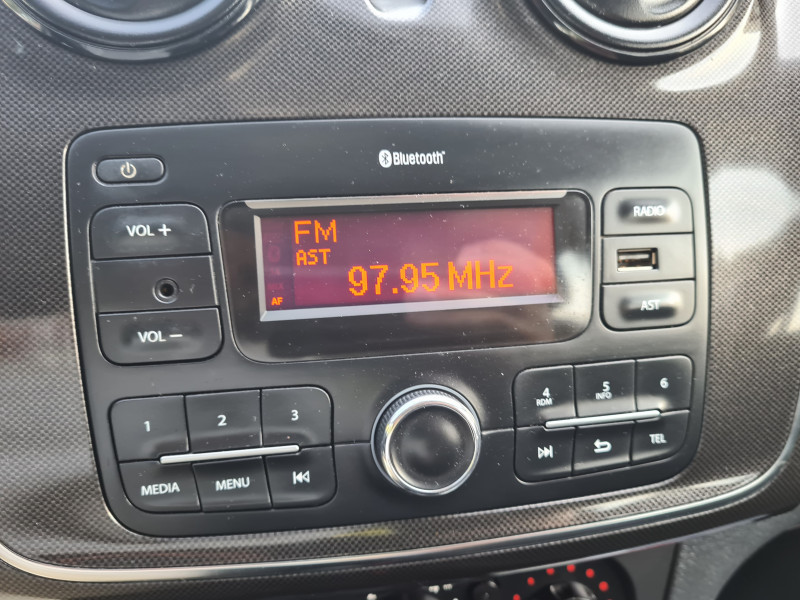 Bluetooth
VOL +
RADIO
FM
AST
97.95 MHz
AF
VOL −
AST
1
2
3
4
RDM
5
INFO
6
MEDIA
MENU
TEL